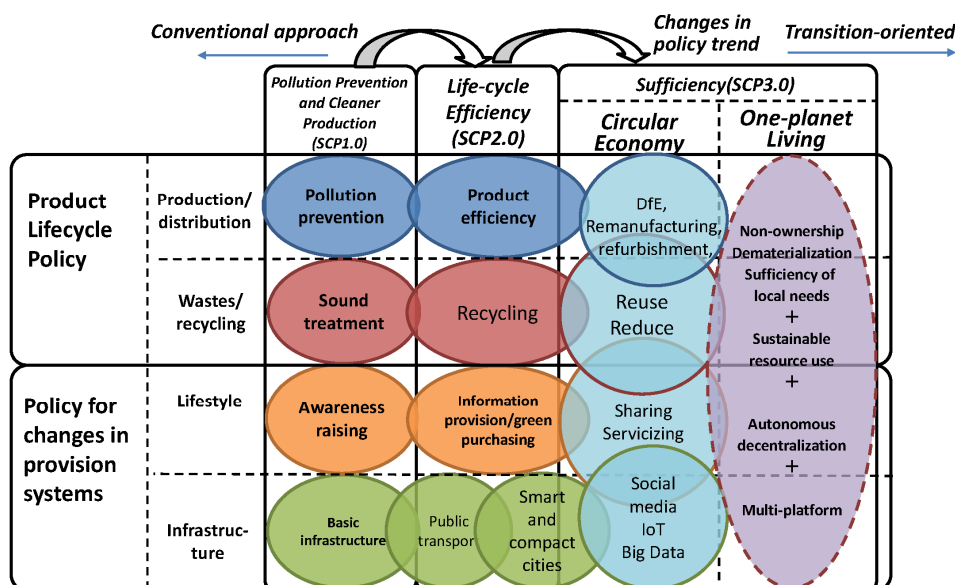 Conventional approach
Changes in
policy trend
Transition-oriented
Pollution Prevention
and Cleaner
Production
(SCP1.0)
Life-cycle
Efficiency
(SCP2.0)
Sufficiency(SCP3.0)
Circular
Economy
One-planet
Living
Product
Lifecycle
Policy
Production/
distribution
Pollution
prevention
Product
efficiency
DfE,
Remanufacturing,
refurbishment,
Non-ownership
Dematerialization
Sufficiency of
local needs
+
Sustainable
resource use
+
Autonomous
decentralization
+
Multi-platform
Wastes/
recycling
Sound
treatment
Recycling
Reuse
Reduce
Policy for
changes in
provision
systems
Lifestyle
Awareness
raising
Information
provision/green
purchasing
Sharing
Servicizing
Infrastruc-
ture
Basic
infrastructure
Public
transpor
Smart
and
compact
cities
Social
media
IoT
Big Data